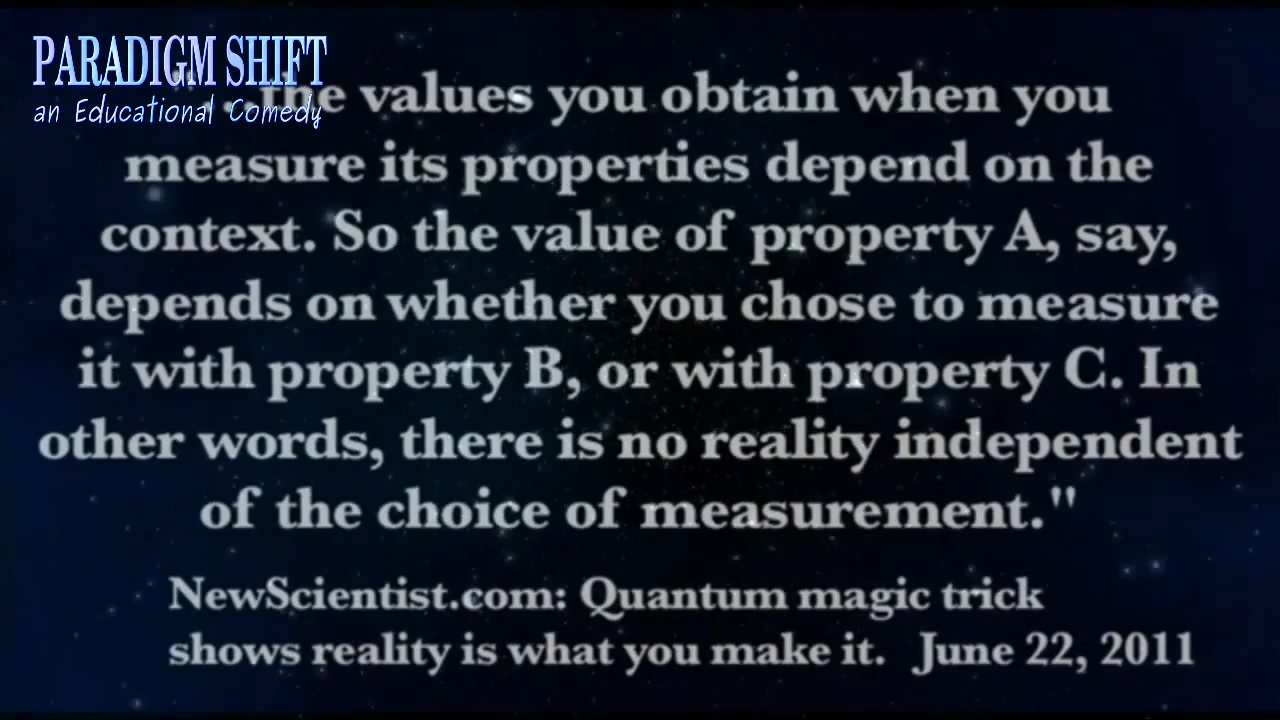 PARADIGM SHIFT
an Educational Comedy
the values you obtain when you
measure its properties depend on the
context. So the value of property A, say,
depends on whether you chose to measure
it with property B, or with property C. In
other words, there is no reality independent
of the choice of measurement."
NewScientist.com: Quantum magic trick
shows reality is what you make it. June 22, 2011